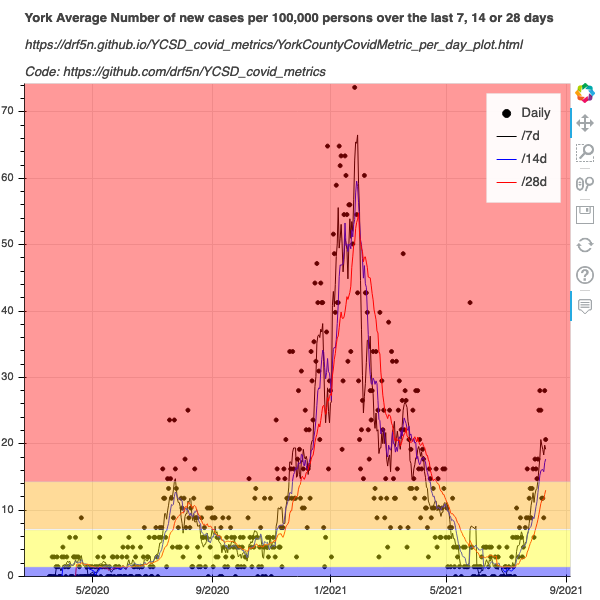 York Average Number of new cases per 100,000 persons over the last 7, 14 or 28 days
https://drf5n.github.io/YCSD_covid_metrics/YorkCountyCovidMetric_per_day_plot.html
Code: https://github.com/drf5n/YCSD_covid_metrics
Daily
/7d
/14d
/28d
70
60
50
40
30
20
10
0
5/2020
9/2020
1/2021
5/2021
9/2021